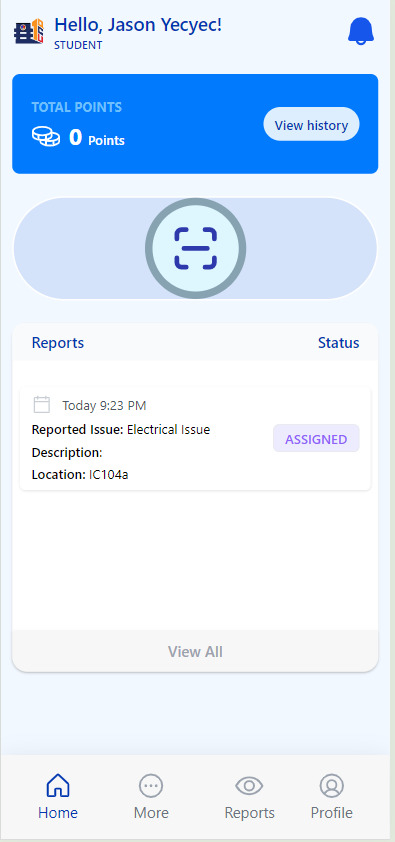 Hello, Jason Yecyec!
STUDENT
TOTAL POINTS
0 Points
View history
Reports Status
Today 9:23 PM
Reported Issue: Electrical Issue
ASSIGNED
Description:
Location: IC104a
View All
Home More Reports Profile